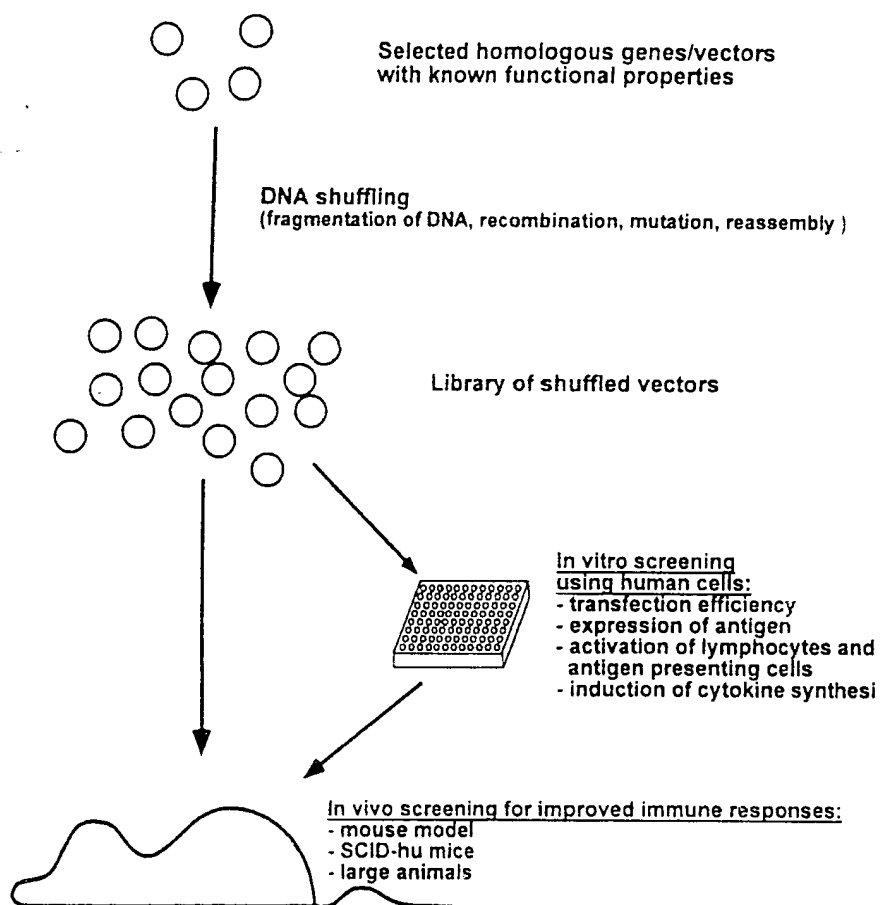 Selected homologous genes/vectors
with known functional properties
DNA shuffling
(fragmentation of DNA, recombination, mutation, reassembly )
Library of shuffled vectors
In vitro screening
using human cells:
- transfection efficiency
- expression of antigen
- activation of lymphocytes and
antigen presenting cells
- induction of cytokine synthesi
In vivo screening for improved immune responses:
- mouse model
- SCID-hu mice
- large animals